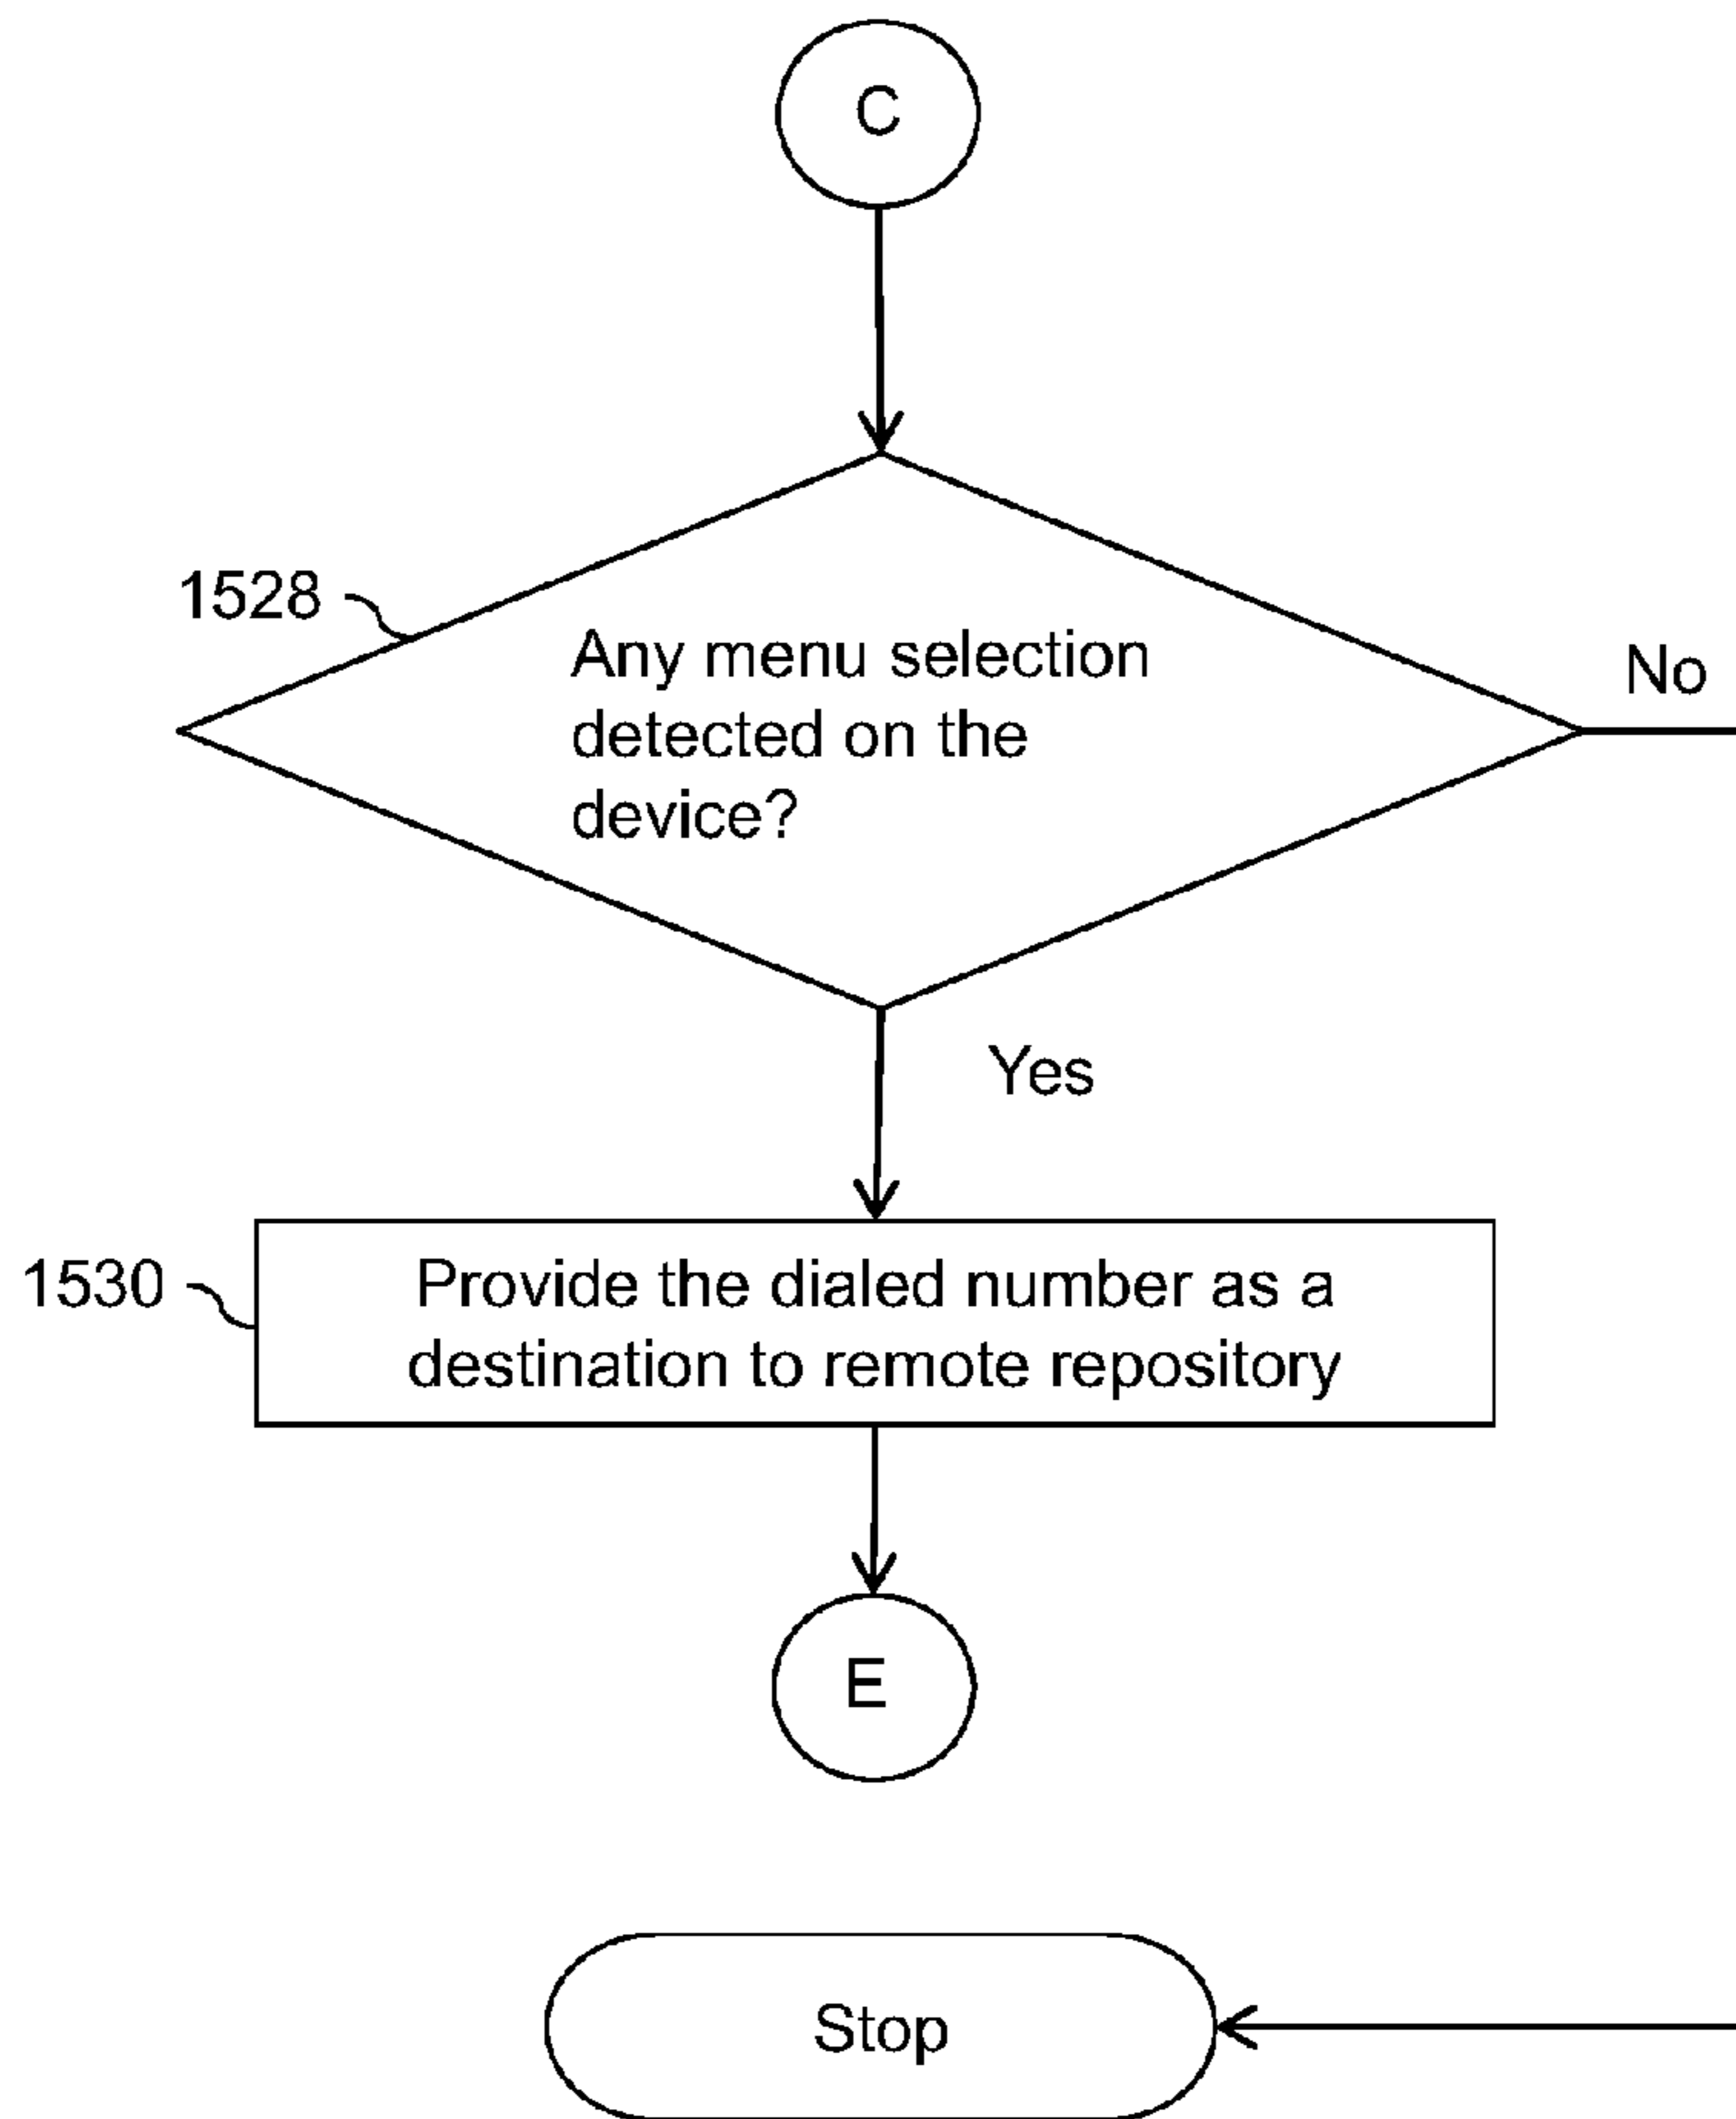 C
1528
Any menu selection
detected on the
device?
No
Yes
1530
Provide the dialed number as a
destination to remote repository
E
Stop